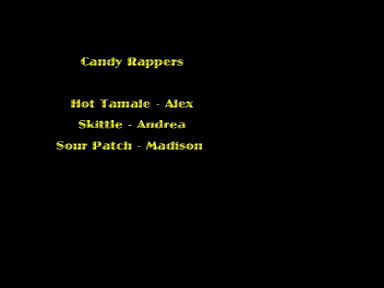 Candy Rappers
Hot Tamale - Alex
Skittle - Andrea
Sour Patch - Madison